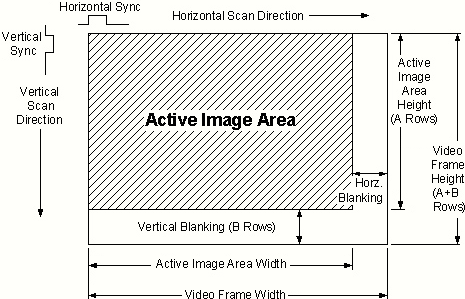 Horizontal Sync
Horizontal Scan Direction
Vertical
Sync
Vertical
Scan
Direction
Active Image Area
Active
Image
Area
Height
(A Rows)
Video
Frame
Height
(A+B
Rows)
Horz.
Blanking
Vertical Blanking (B Rows)
Active Image Area Width
Video Frame Width